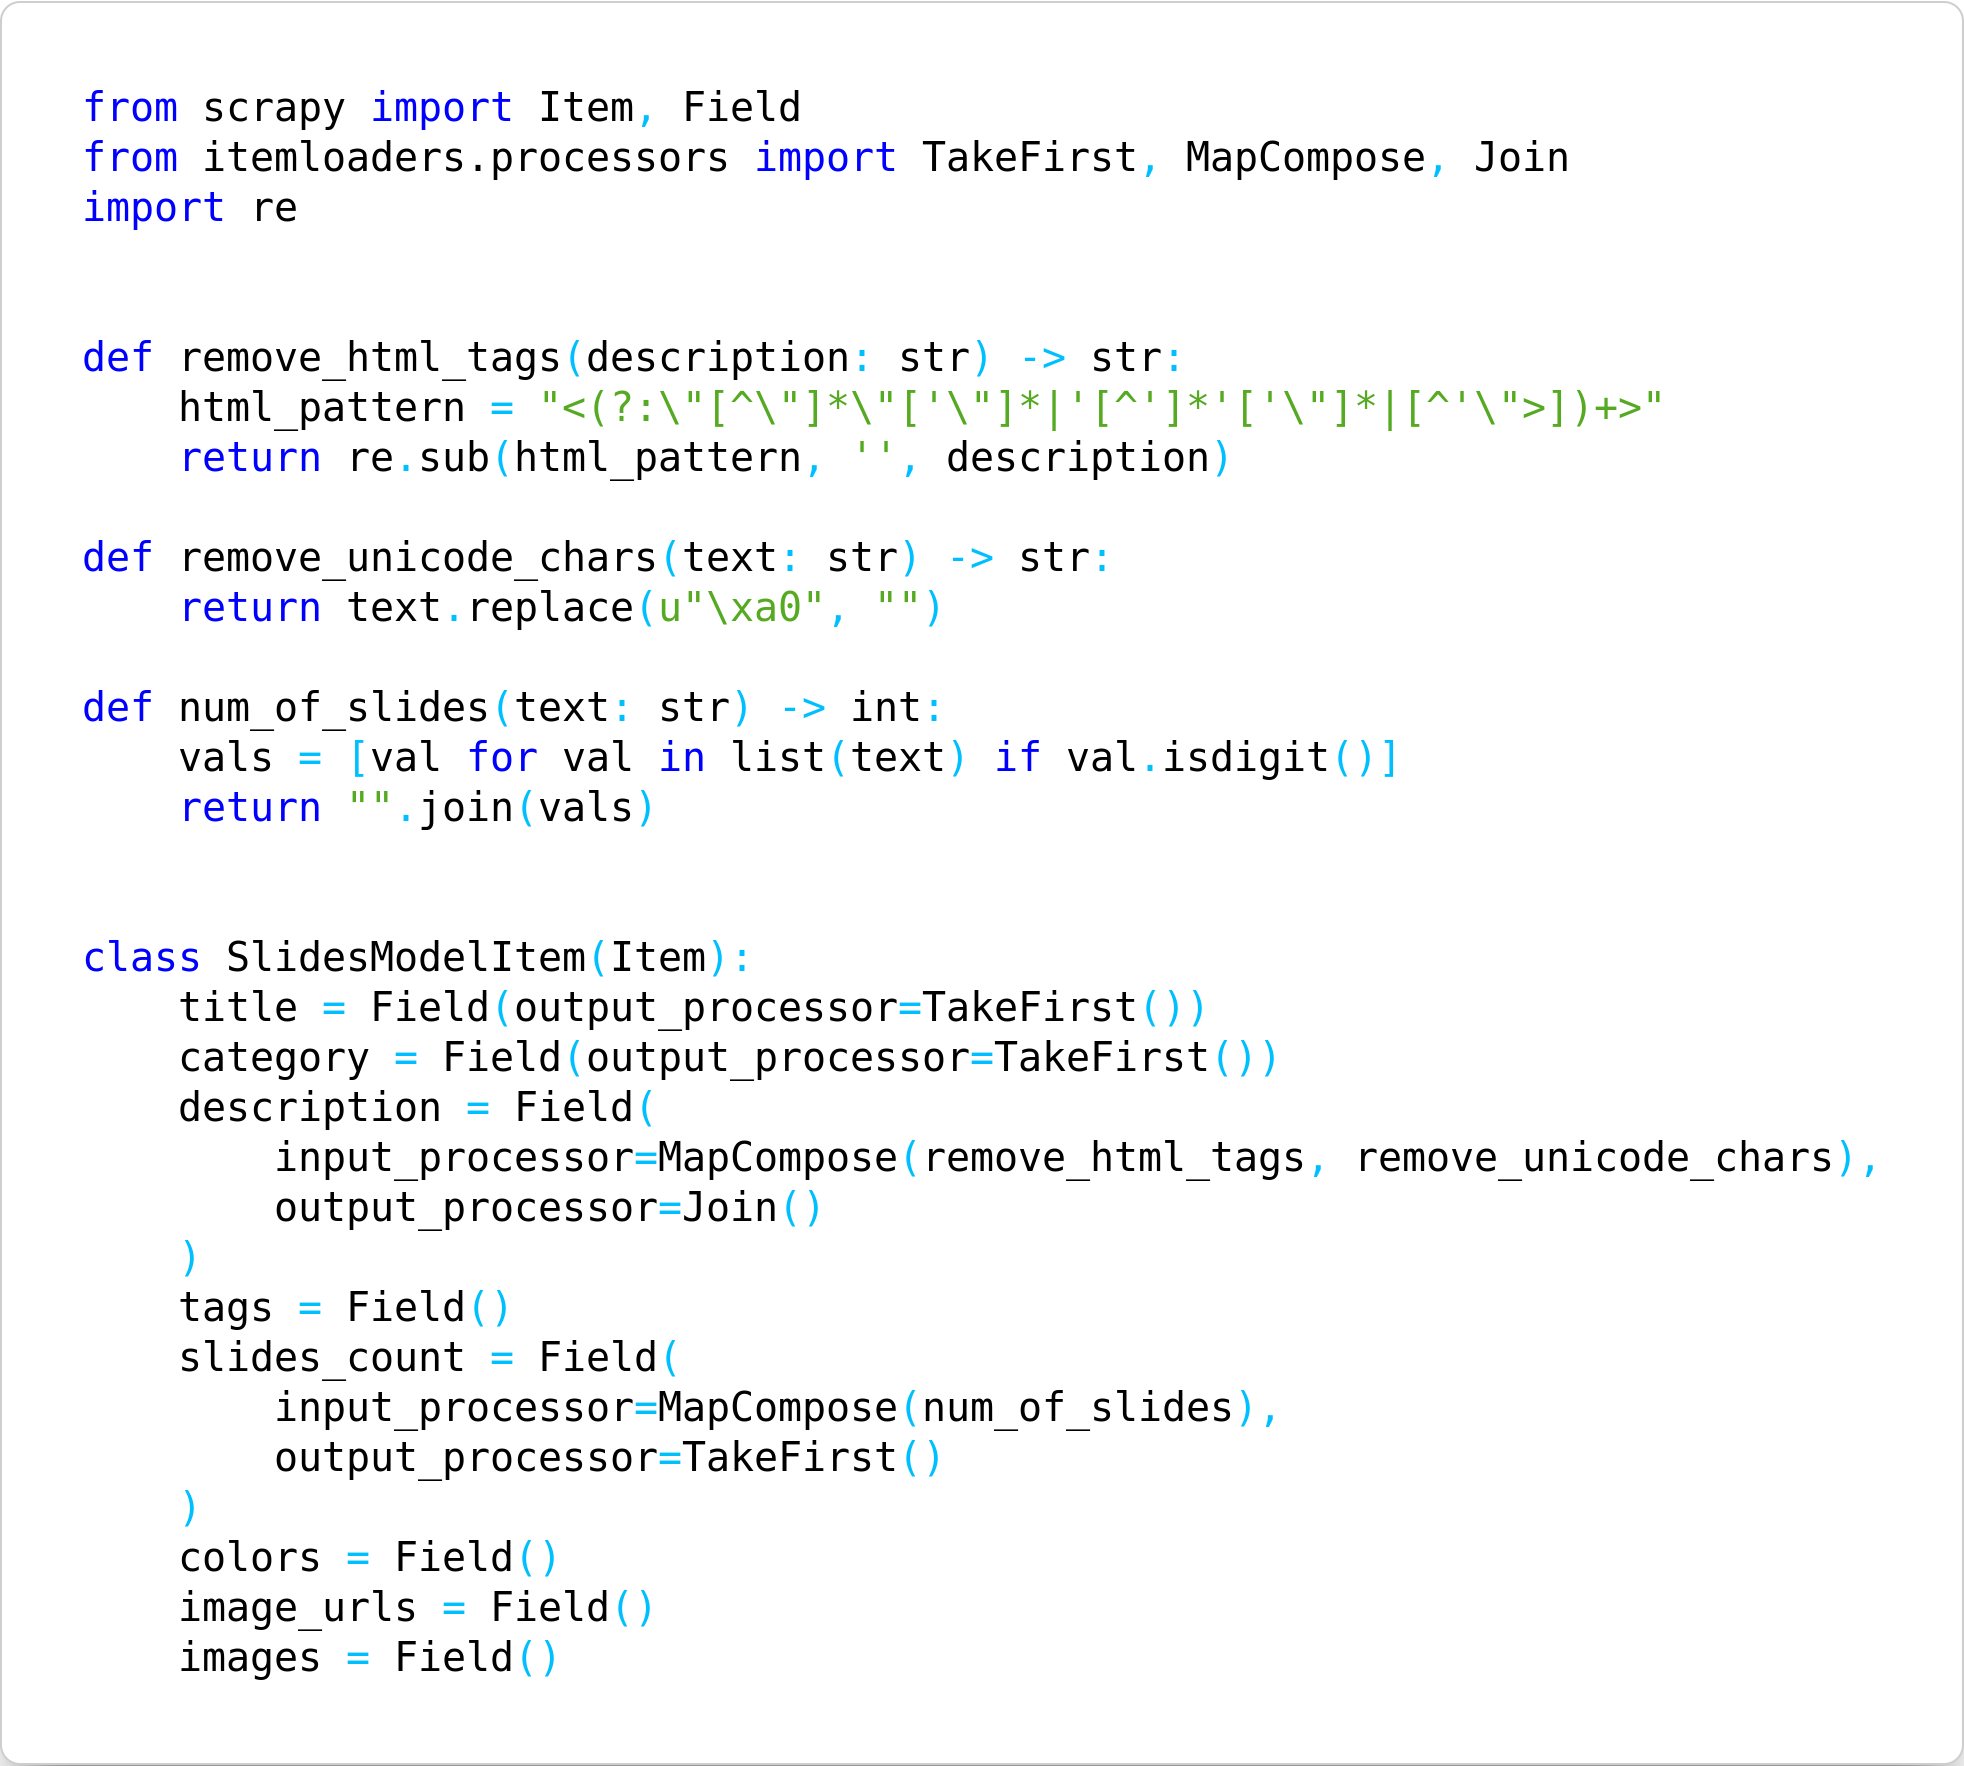 from scrapy import Item, Field
from itemloaders.processors import TakeFirst, MapCompose, Join
import re
def remove_html_tags(description: str) -> str:
    html_pattern = "<(?:\"[^\"]*\"['\"]*|'[^']*'['\"]*|[^'\">])+>"
    return re.sub(html_pattern, '', description)
def remove_unicode_chars(text: str) -> str:
    return text.replace(u"\xa0", "")
def num_of_slides(text: str) -> int:
    vals = [val for val in list(text) if val.isdigit()]
    return "".join(vals)
class SlidesModelItem(Item):
    title = Field(output_processor=TakeFirst())
    category = Field(output_processor=TakeFirst())
    description = Field(
        input_processor=MapCompose(remove_html_tags, remove_unicode_chars),
        output_processor=Join()
    )
    tags = Field()
    slides_count = Field(
        input_processor=MapCompose(num_of_slides),
        output_processor=TakeFirst()
    )
    colors = Field()
    image_urls = Field()
    images = Field()